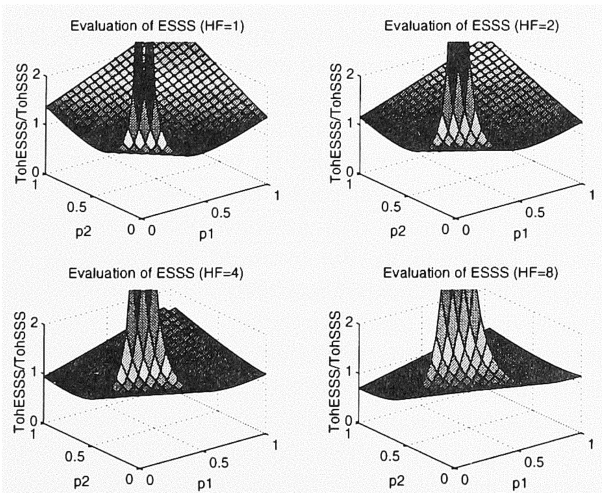 Evaluation of ESSS (HF=1)
TohESSS/TohSSS
2
1
0
1
0.5
0
p2
0
0.5
1
p1
Evaluation of ESSS (HF=2)
TohESSS/TohSSS
2
1
0
1
0.5
0
p2
0
0.5
1
p1
Evaluation of ESSS (HF=4)
TohESSS/TohSSS
2
1
0
1
0.5
0
p2
0
0.5
1
p1
Evaluation of ESSS (HF=8)
TohESSS/TohSSS
2
1
0
1
0.5
0
p2
0
0.5
1
p1